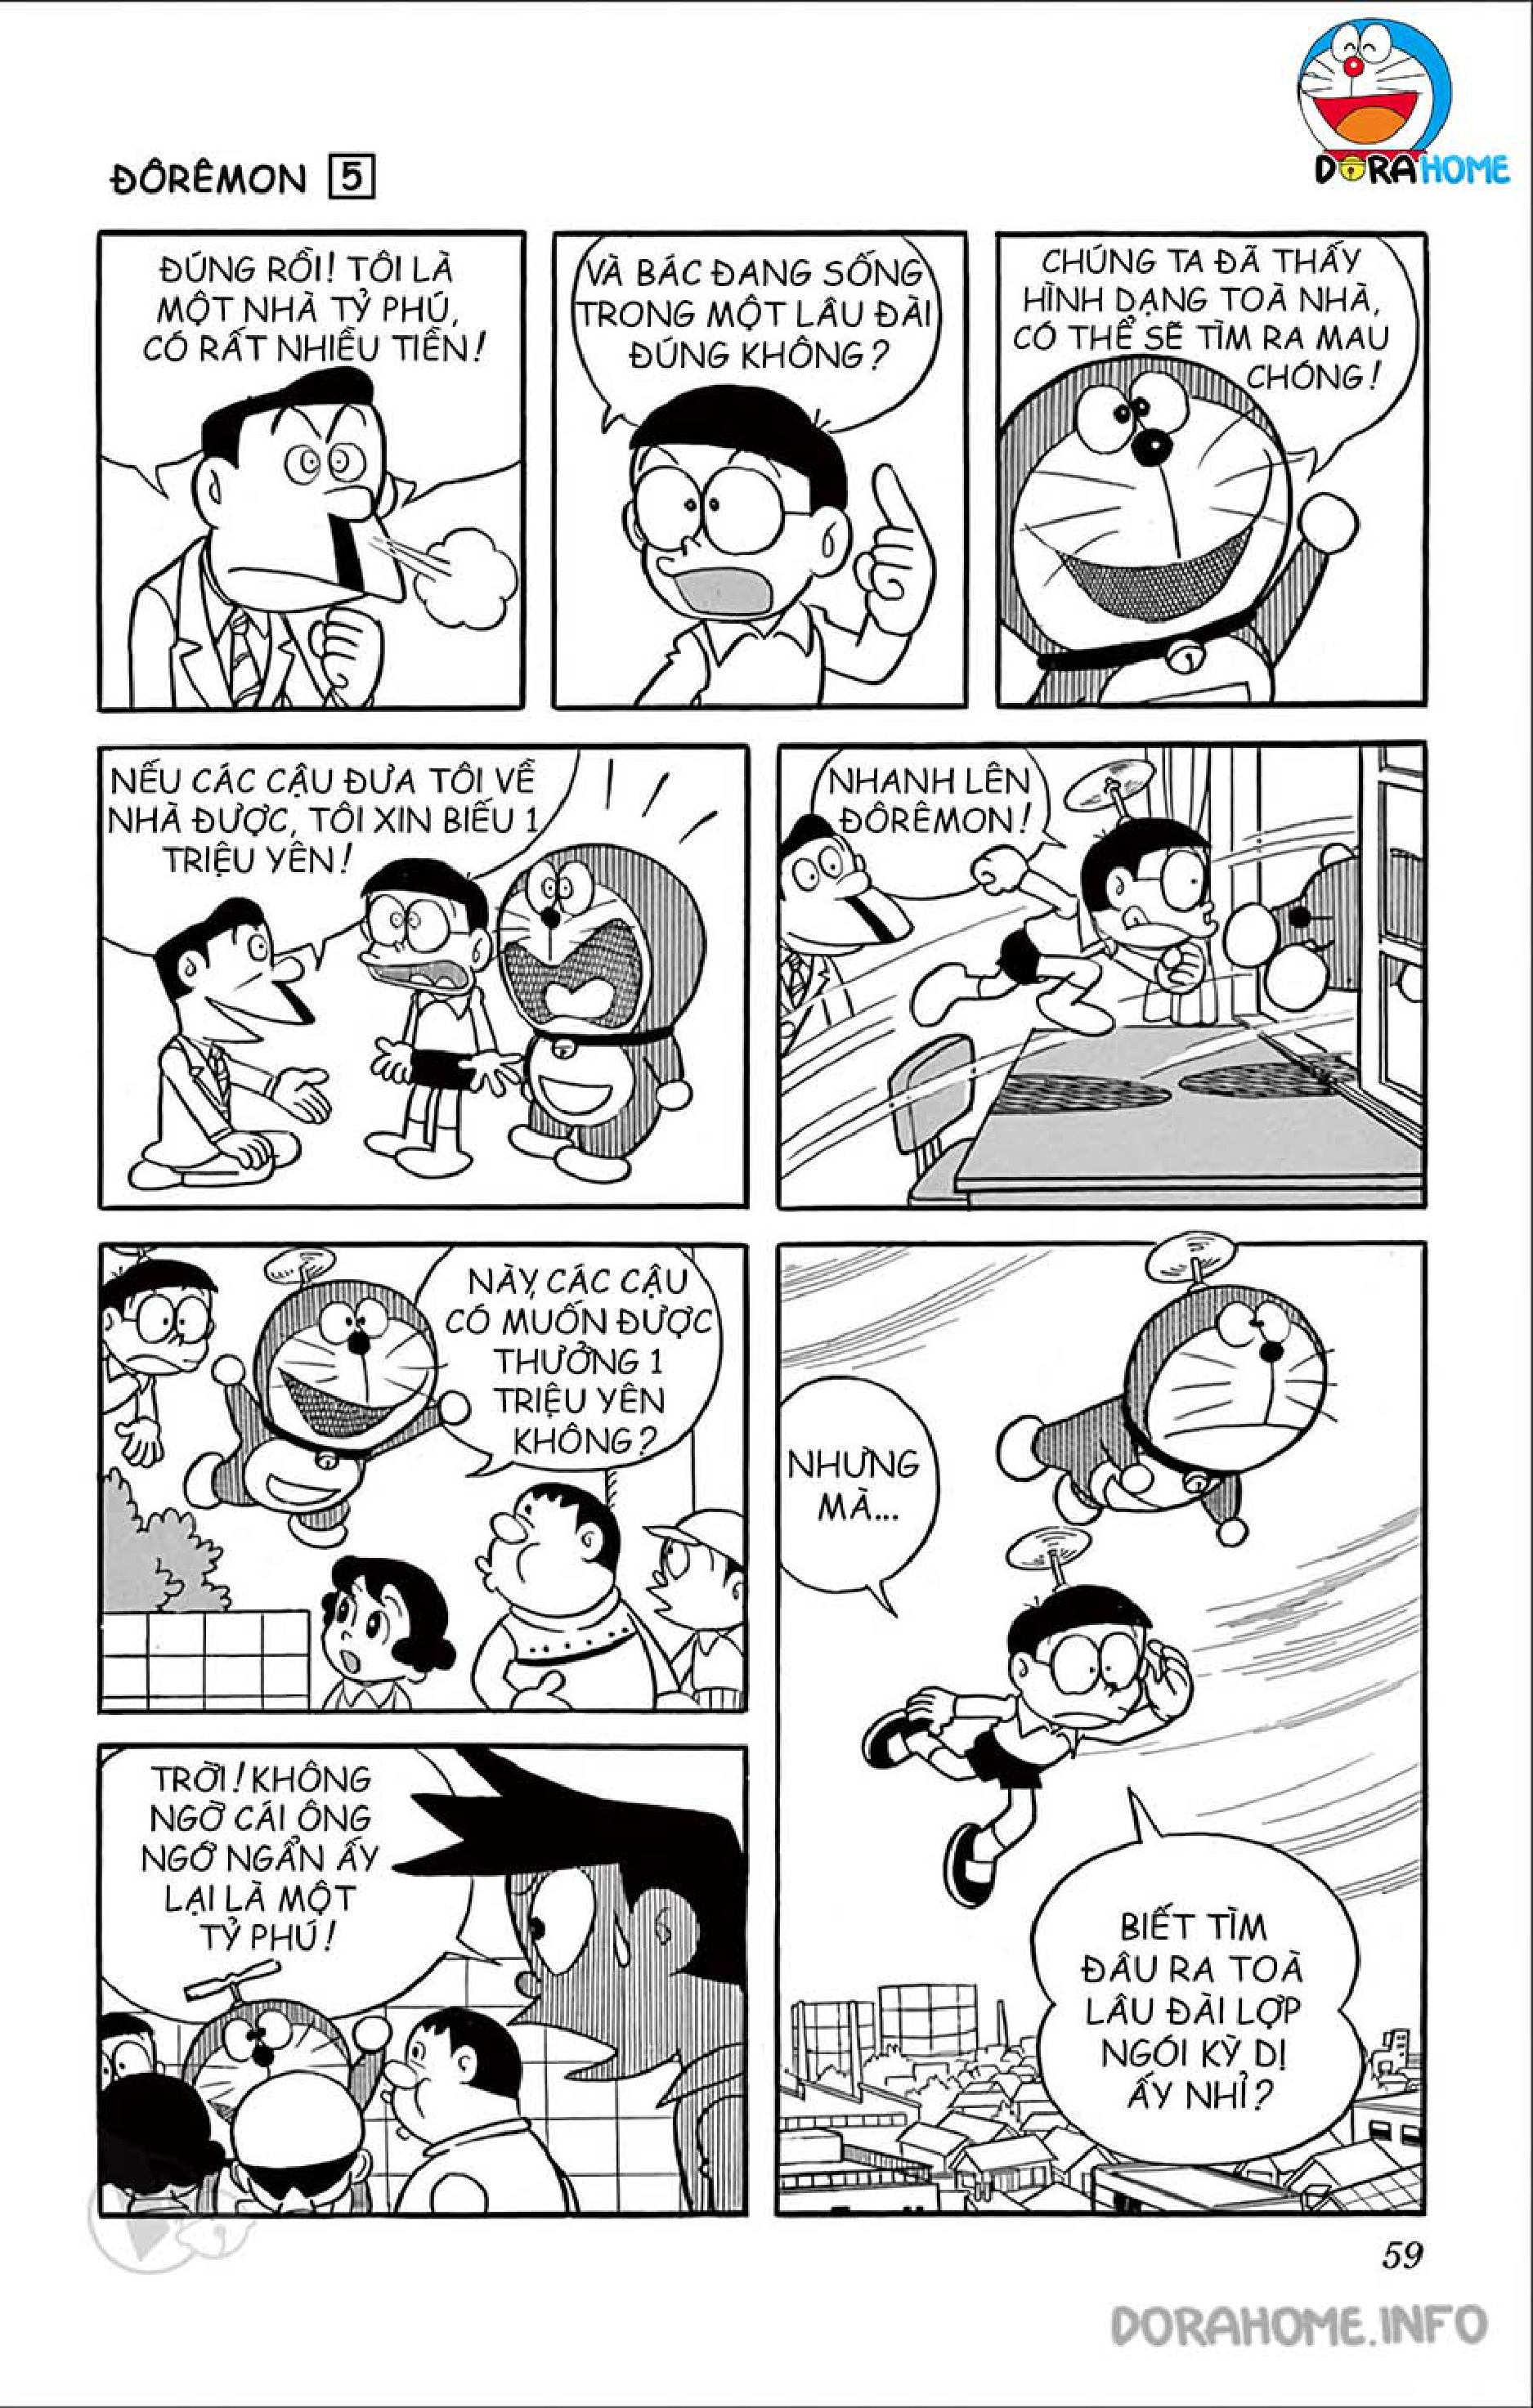 DORAHOME
ĐÔRÊMON 5
ĐÚNG RỒI! TÔI LÀ
MỘT NHÀ TỶ PHÚ,
CÓ RẤT NHIỀU TIỀN!
VÀ BÁC ĐANG SỐNG
TRONG MỘT LÂU ĐÀI
ĐÚNG KHÔNG?
CHÚNG TA ĐÃ THẤY
HÌNH DẠNG TOÀ NHÀ,
CÓ THỂ SẼ TÌM RA MAU
CHÓNG!
NẾU CÁC CẬU ĐƯA TÔI VỀ
NHÀ ĐƯỢC, TÔI XIN BIẾU 1
TRIỆU YÊN!
NHANH LÊN
ĐÔRÊMON!
NÀY, CÁC CẬU
CÓ MUỐN ĐƯỢC
THƯỞNG 1
TRIỆU YÊN
KHÔNG?
NHƯNG
MÀ...
BIẾT TÌM
ĐÂU RA TOÀ
LÂU ĐÀI LỢP
NGÓI KỲ DỊ
ẤY NHỈ?
TRỜI! KHÔNG
NGỜ CÁI ÔNG
NGỚ NGẨN ẤY
LẠI LÀ MỘT
TỶ PHÚ!
59
DORAHOME.INFO